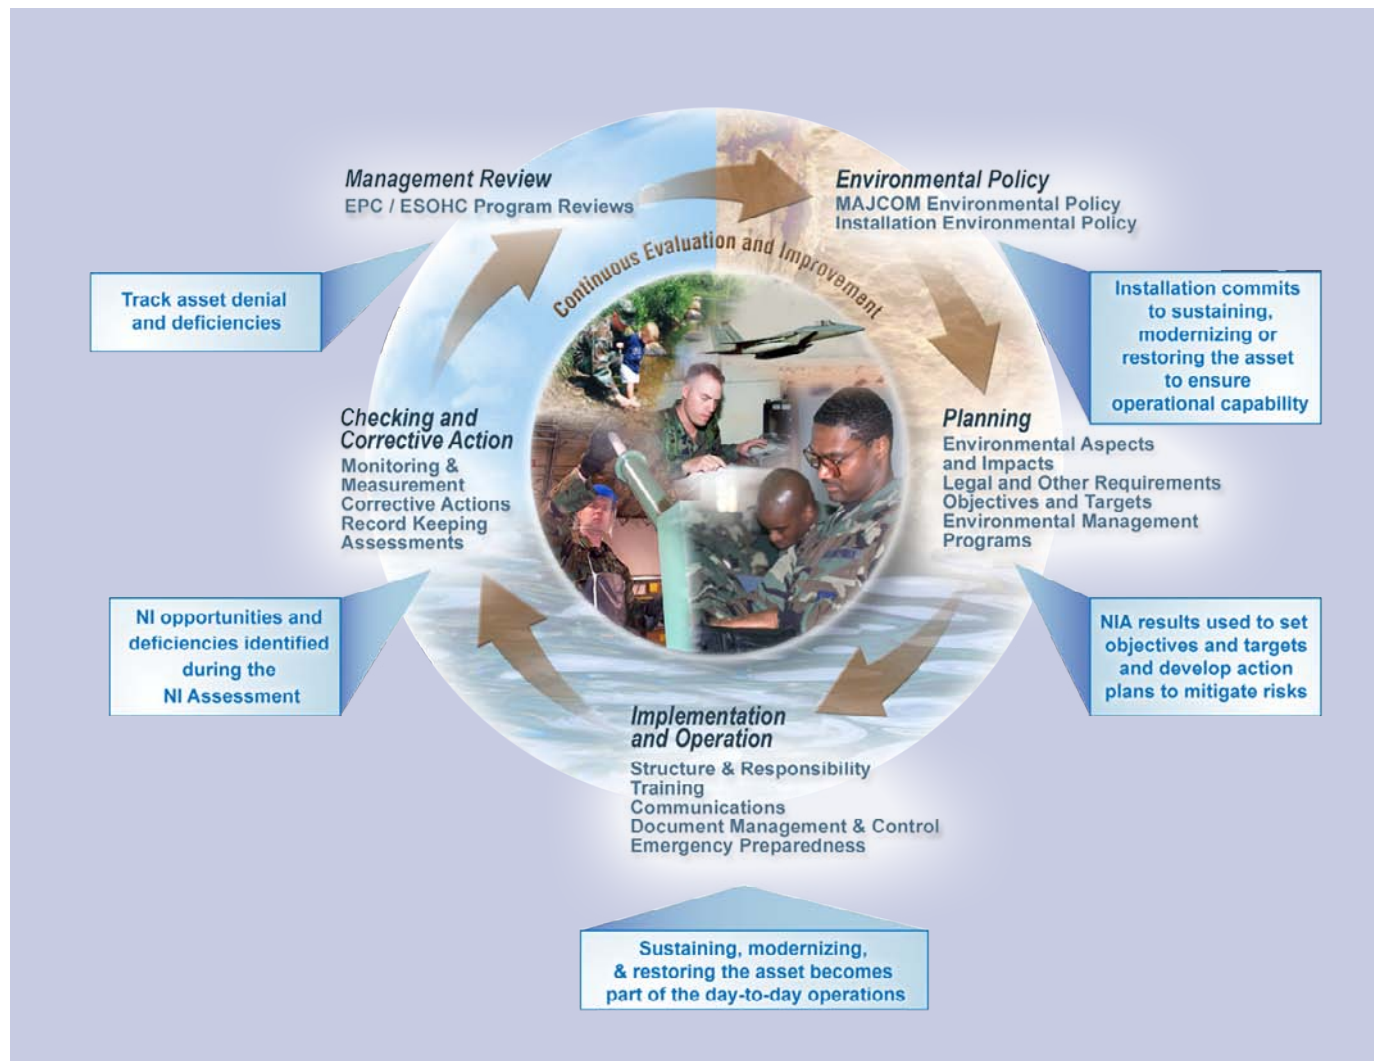 Management Review
EPC / ESOHC Program Reviews
Environmental Policy
MAJCOM Environmental Policy
Installation Environmental Policy
Continuous Evaluation and Improvement
Track asset denial
and deficiencies
Installation commits
to sustaining,
modernizing or
restoring the asset
to ensure
operational capability
Checking and
Corrective Action
Monitoring &
Measurement
Corrective Actions
Record Keeping
Assessments
Planning
Environmental Aspects
and Impacts
Legal and Other Requirements
Objectives and Targets
Environmental Management
Programs
NI opportunities and
deficiencies identified
during the
NI Assessment
NIA results used to set
objectives and targets
and develop action
plans to mitigate risks
Implementation
and Operation
Structure & Responsibility
Training
Communications
Document Management & Control
Emergency Preparedness
Sustaining, modernizing,
& restoring the asset becomes
part of the day-to-day operations